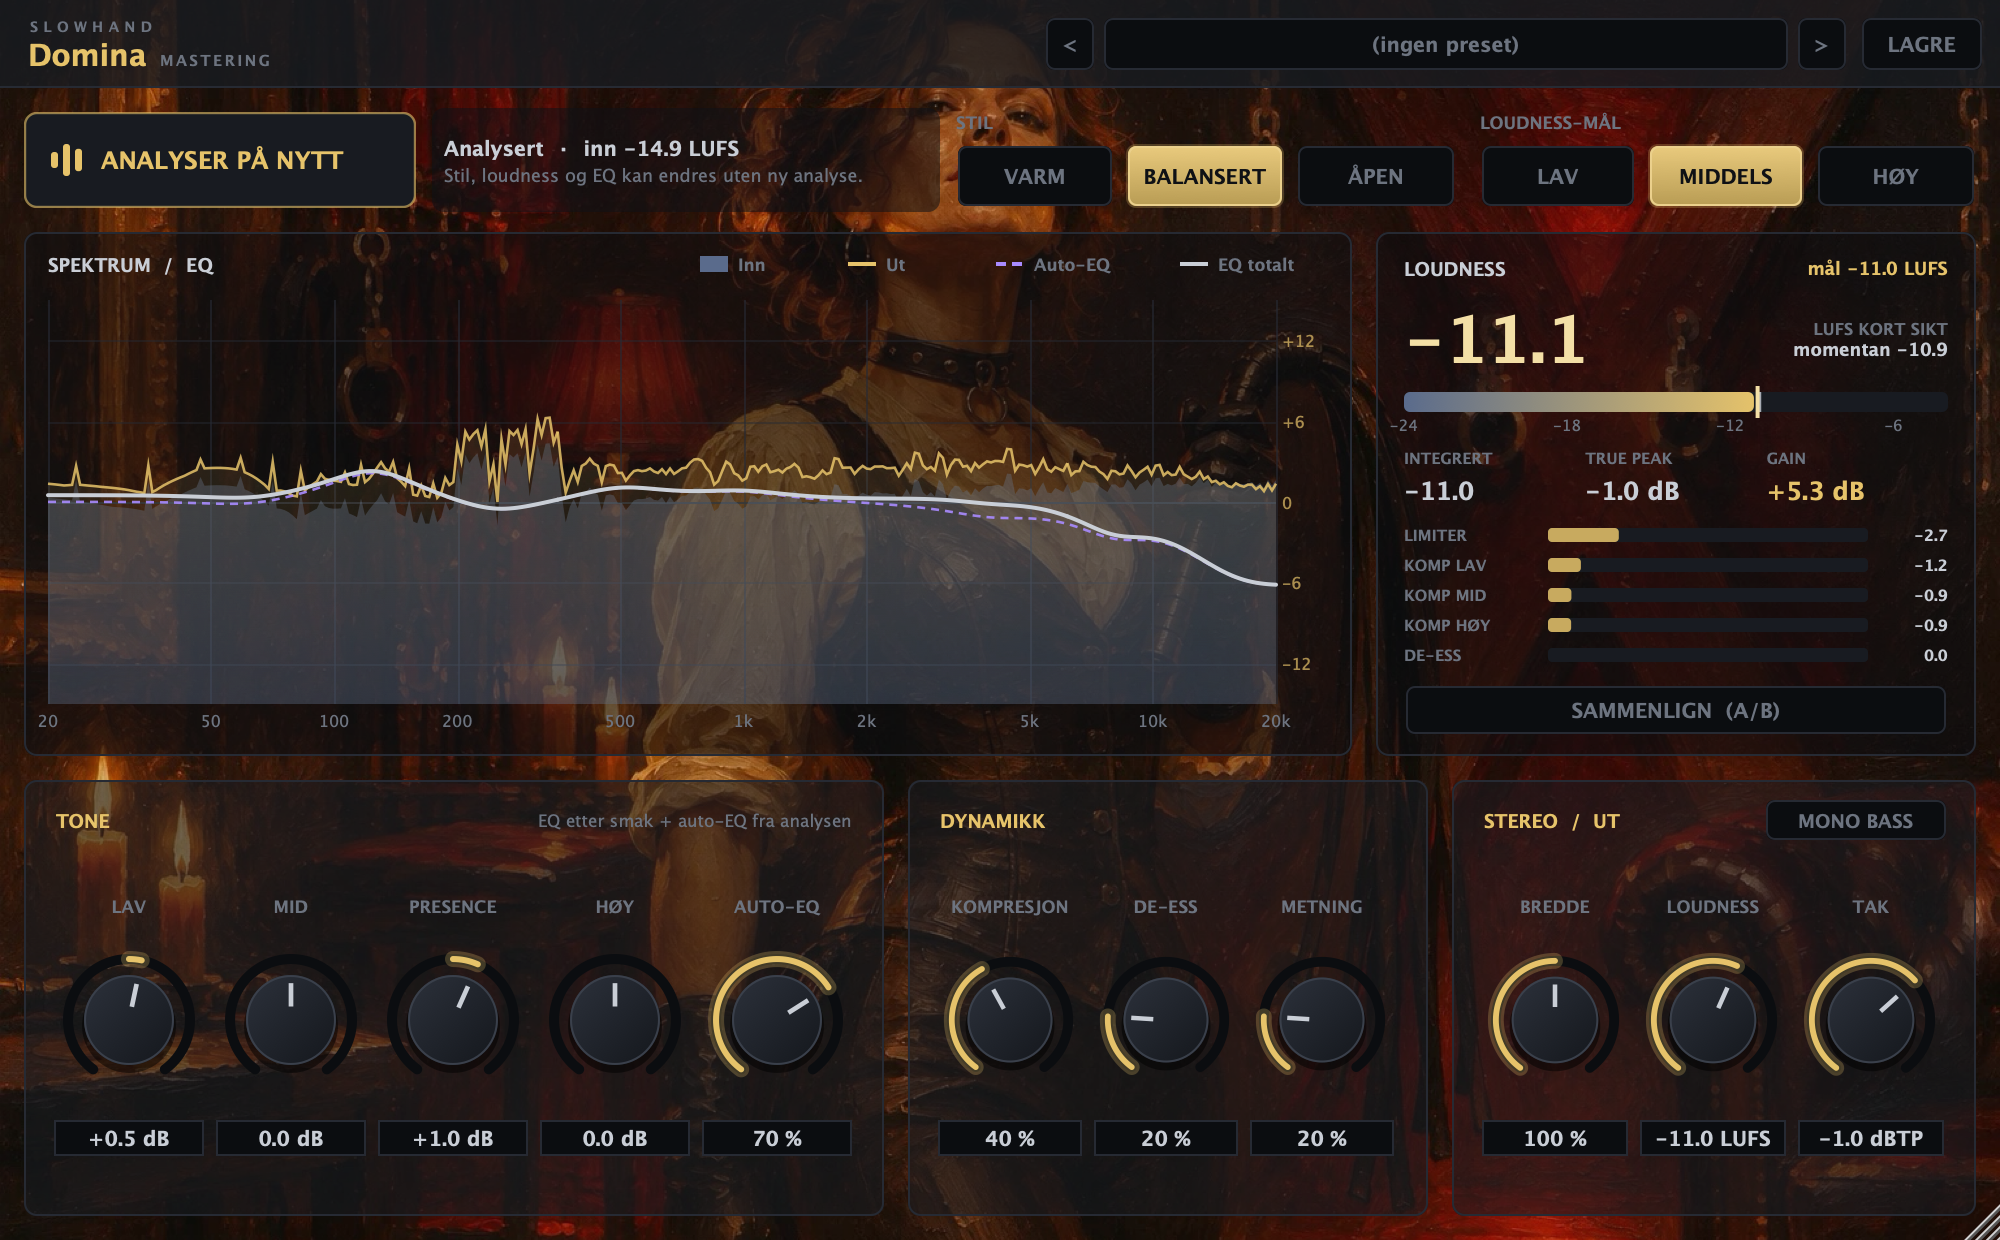 SLOWHAND
Domina MASTERING
<
(ingen preset)
>
LAGRE
ANALYSER PÅ NYTT
Analysert · inn -14.9 LUFS
Stil, loudness og EQ kan endres uten ny analyse.
STIL
VARM
BALANSERT
ÅPEN
LOUDNESS-MÅL
LAV
MIDDELS
HØY
SPEKTRUM / EQ
Inn
Ut
Auto-EQ
EQ totalt
+12
+6
0
-6
-12
20 50 100 200 500 1k 2k 5k 10k 20k
LOUDNESS
mål -11.0 LUFS
-11.1
LUFS KORT SIKT
momentan -10.9
-24 -18 -12 -6
INTEGRERT TRUE PEAK GAIN
-11.0 -1.0 dB +5.3 dB
LIMITER -2.7
KOMP LAV -1.2
KOMP MID -0.9
KOMP HØY -0.9
DE-ESS 0.0
SAMMENLIGN (A/B)
TONE
EQ etter smak + auto-EQ fra analysen
LAV MID PRESENCE HØY AUTO-EQ
+0.5 dB 0.0 dB +1.0 dB 0.0 dB 70 %
DYNAMIKK
KOMPRESJON DE-ESS METNING
40 % 20 % 20 %
STEREO / UT
MONO BASS
BREDDE LOUDNESS TAK
100 % -11.0 LUFS -1.0 dBTP